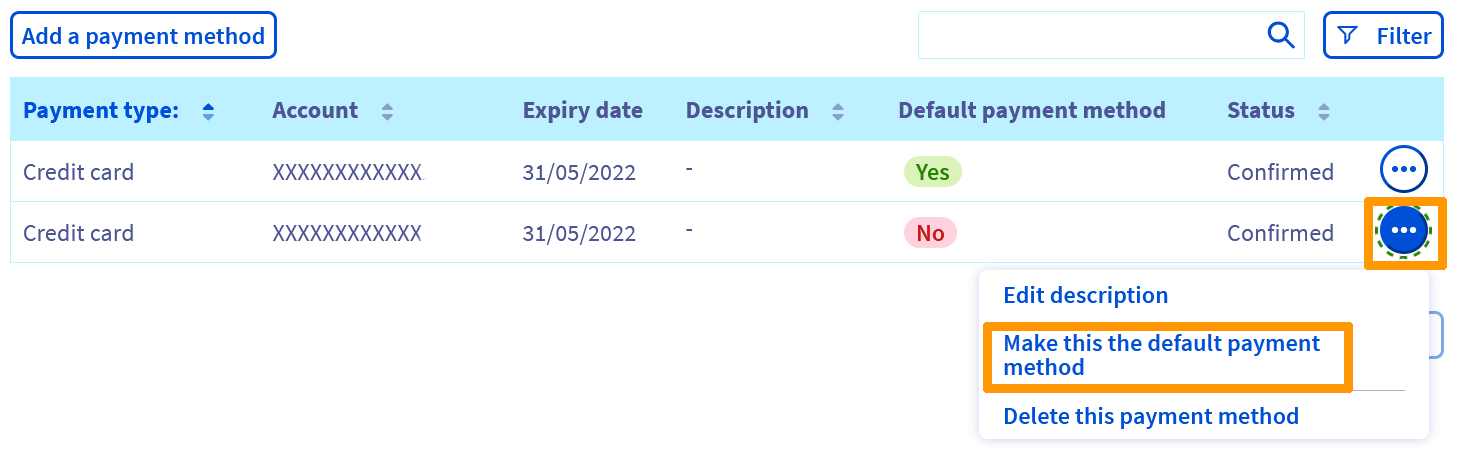 Add a payment method
Filter
Payment type: Account Expiry date Description Default payment method Status
Credit card XXXXXXXXXXXX 31/05/2022 - Yes Confirmed
Credit card XXXXXXXXXXXX 31/05/2022 - No Confirmed
Edit description
Make this the default payment
method
Delete this payment method